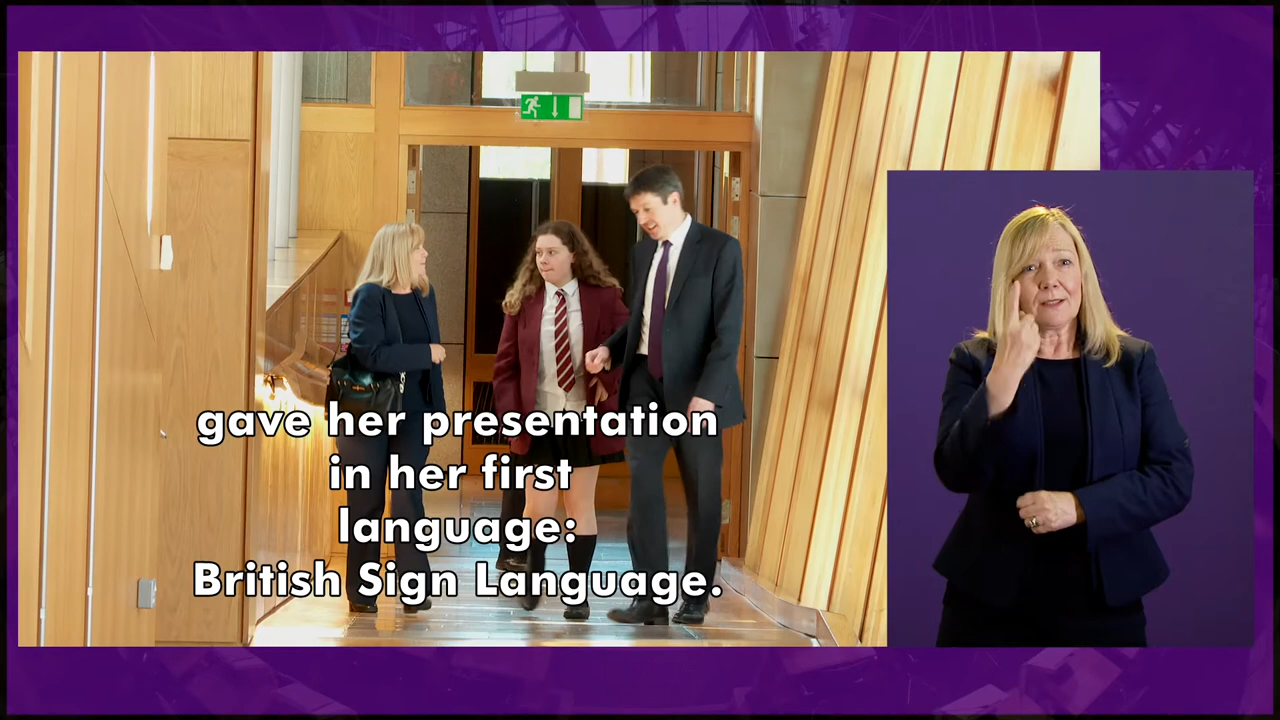 gave her presentation
in her first
language:
British Sign Language.